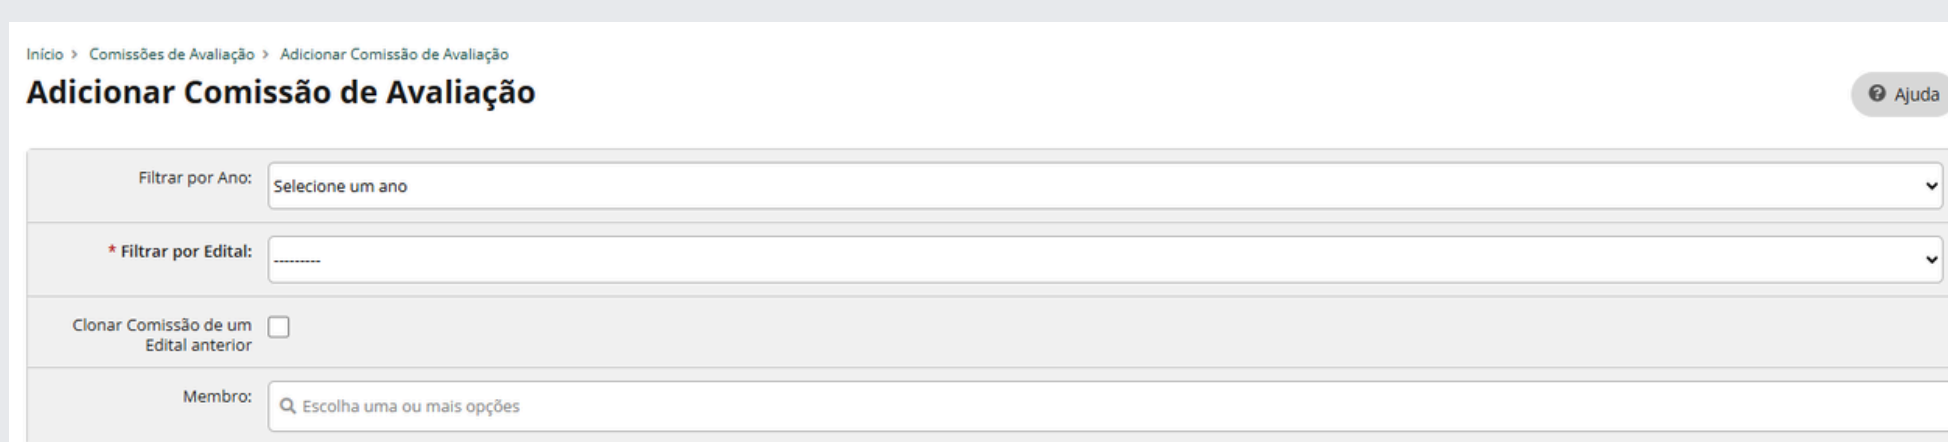 Início > Comissões de Avaliação > Adicionar Comissão de Avaliação
Adicionar Comissão de Avaliação
Ajuda
Filtrar por Ano:
Selecione um ano
* Filtrar por Edital:
---------
Clonar Comissão de um
Edital anterior
Membro:
Escolha uma ou mais opções